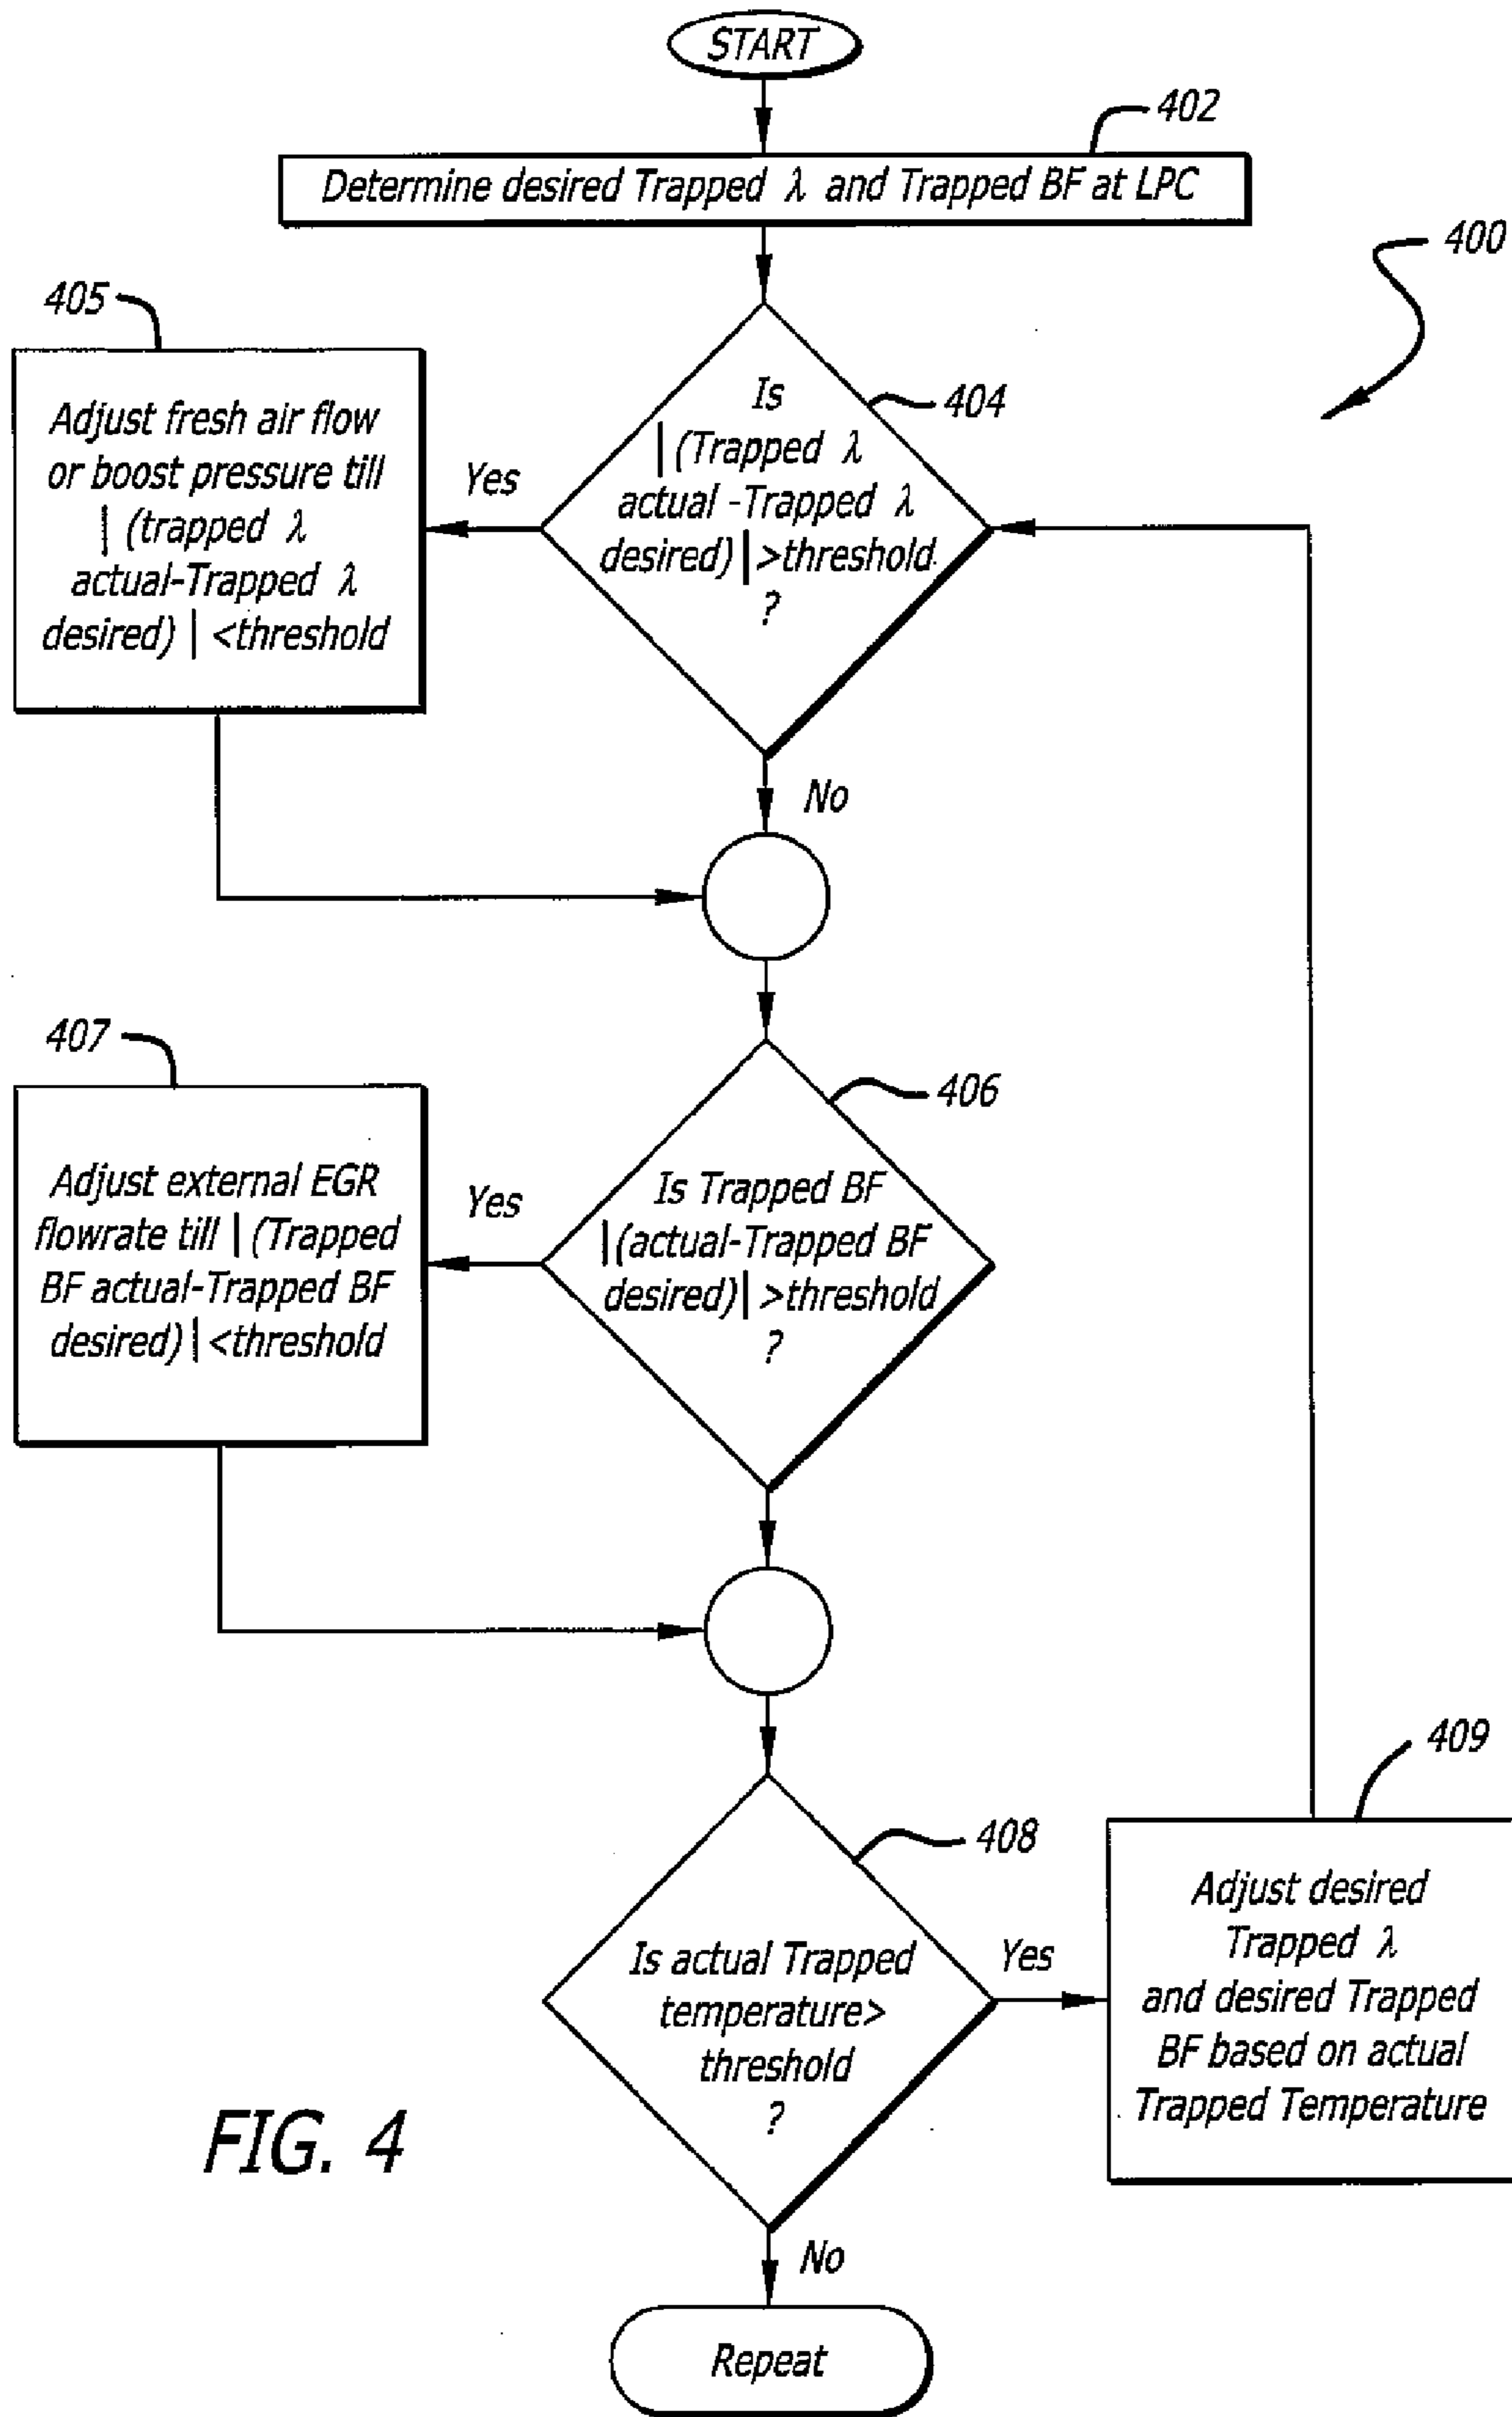 START
402
Determine desired Trapped λ and Trapped BF at LPC
400
405
Adjust fresh air flow
or boost pressure till
| (trapped λ
actual-Trapped λ
desired) | <threshold
Yes
Is
| (Trapped λ
actual -Trapped λ
desired) | >threshold
?
404
No
407
Adjust external EGR
flowrate till | (Trapped
BF actual-Trapped BF
desired) | <threshold
Yes
Is Trapped BF
| (actual-Trapped BF
desired) | >threshold
?
406
408
Is actual Trapped
temperature>
threshold
?
Yes
409
Adjust desired
Trapped λ
and desired Trapped
BF based on actual
Trapped Temperature
No
Repeat
FIG. 4